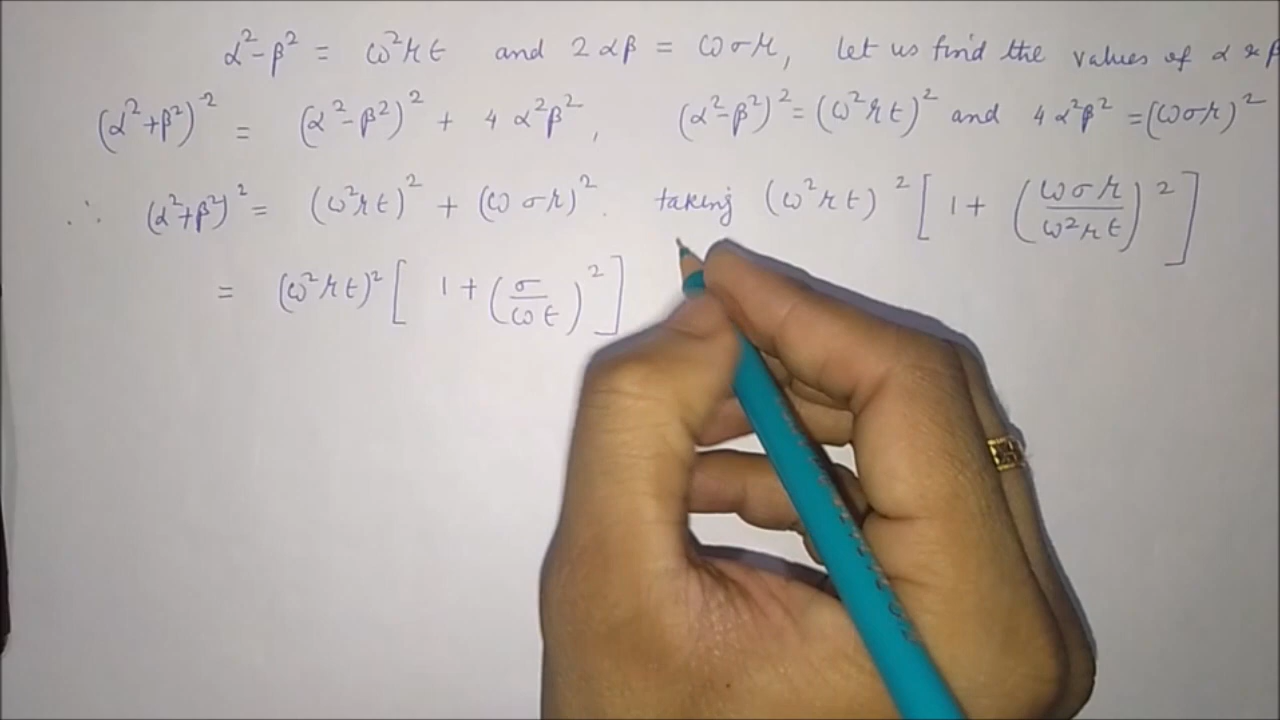 α² - β² = ω²μϵ and 2αβ = ωσμ, Let us find the values of α & β
(α²+β²)² = (α²-β²)² + 4α²β², (α²-β²)² = (ω²μϵ)² and 4α²β² = (ωσμ)²
∴ (α²+β²)² = (ω²μϵ)² + (ωσμ)². taking (ω²μϵ)² [1 + (ωσμ/ω²μϵ)²]
= (ω²μϵ)² [1 + (σ/ωϵ)²]